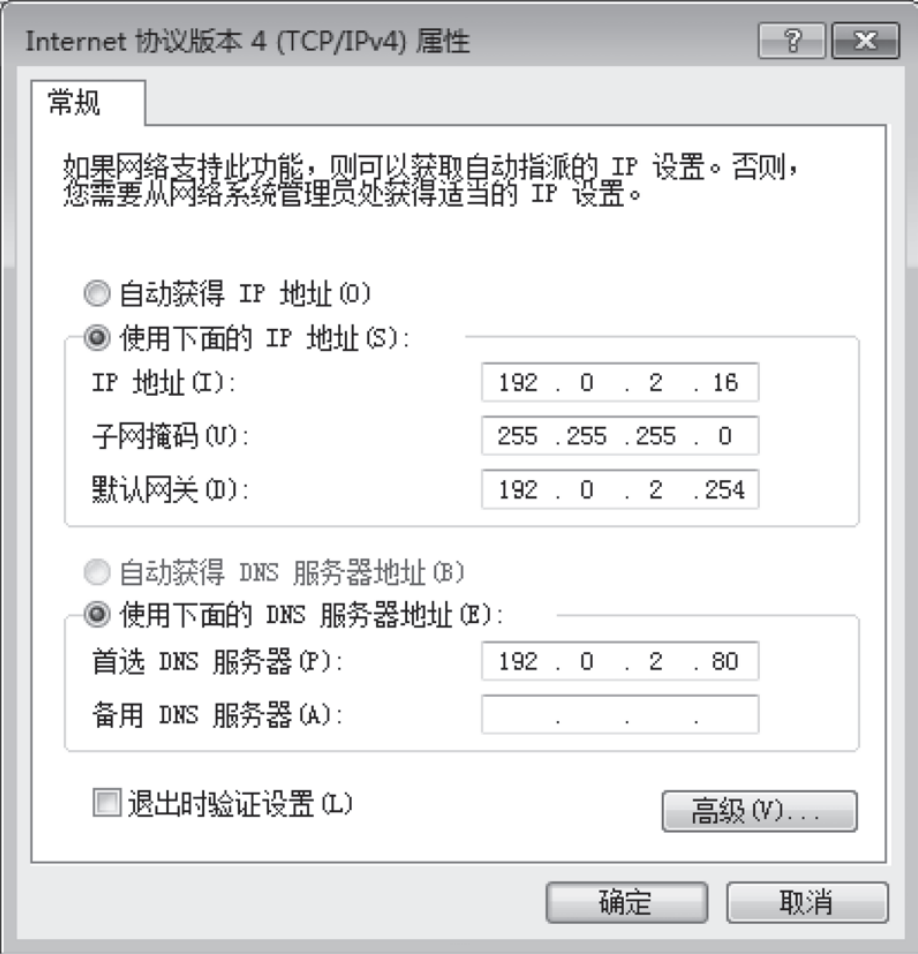 Internet 协议版本 4 (TCP/IPv4) 属性
常规
如果网络支持此功能，则可以获取自动指派的 IP 设置。否则，
您需要从网络系统管理员处获得适当的 IP 设置。
自动获得 IP 地址(O)
使用下面的 IP 地址(S):
IP 地址(I): 192 . 0 . 2 . 16
子网掩码(U): 255 .255 .255 . 0
默认网关(D): 192 . 0 . 2 .254
自动获得 DNS 服务器地址(B)
使用下面的 DNS 服务器地址(E):
首选 DNS 服务器(P): 192 . 0 . 2 . 80
备用 DNS 服务器(A): . . .
退出时验证设置(L)
高级(V)...
确定 取消